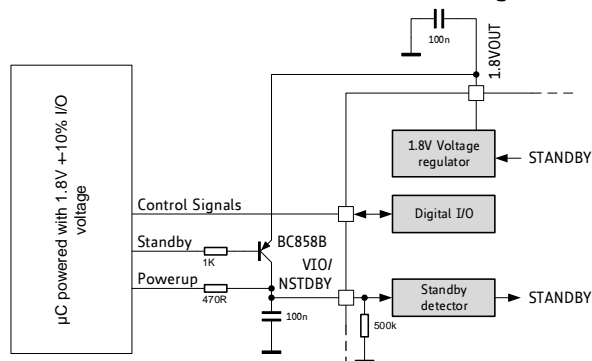 100n
1.8VOUT
µC powered with 1.8V +-10% I/O
voltage
1.8V Voltage
regulator
STANDBY
Control Signals
Digital I/O
Standby
BC858B
1K
VIO/
NSTDBY
Powerup
470R
Standby
detector
STANDBY
100n
500k